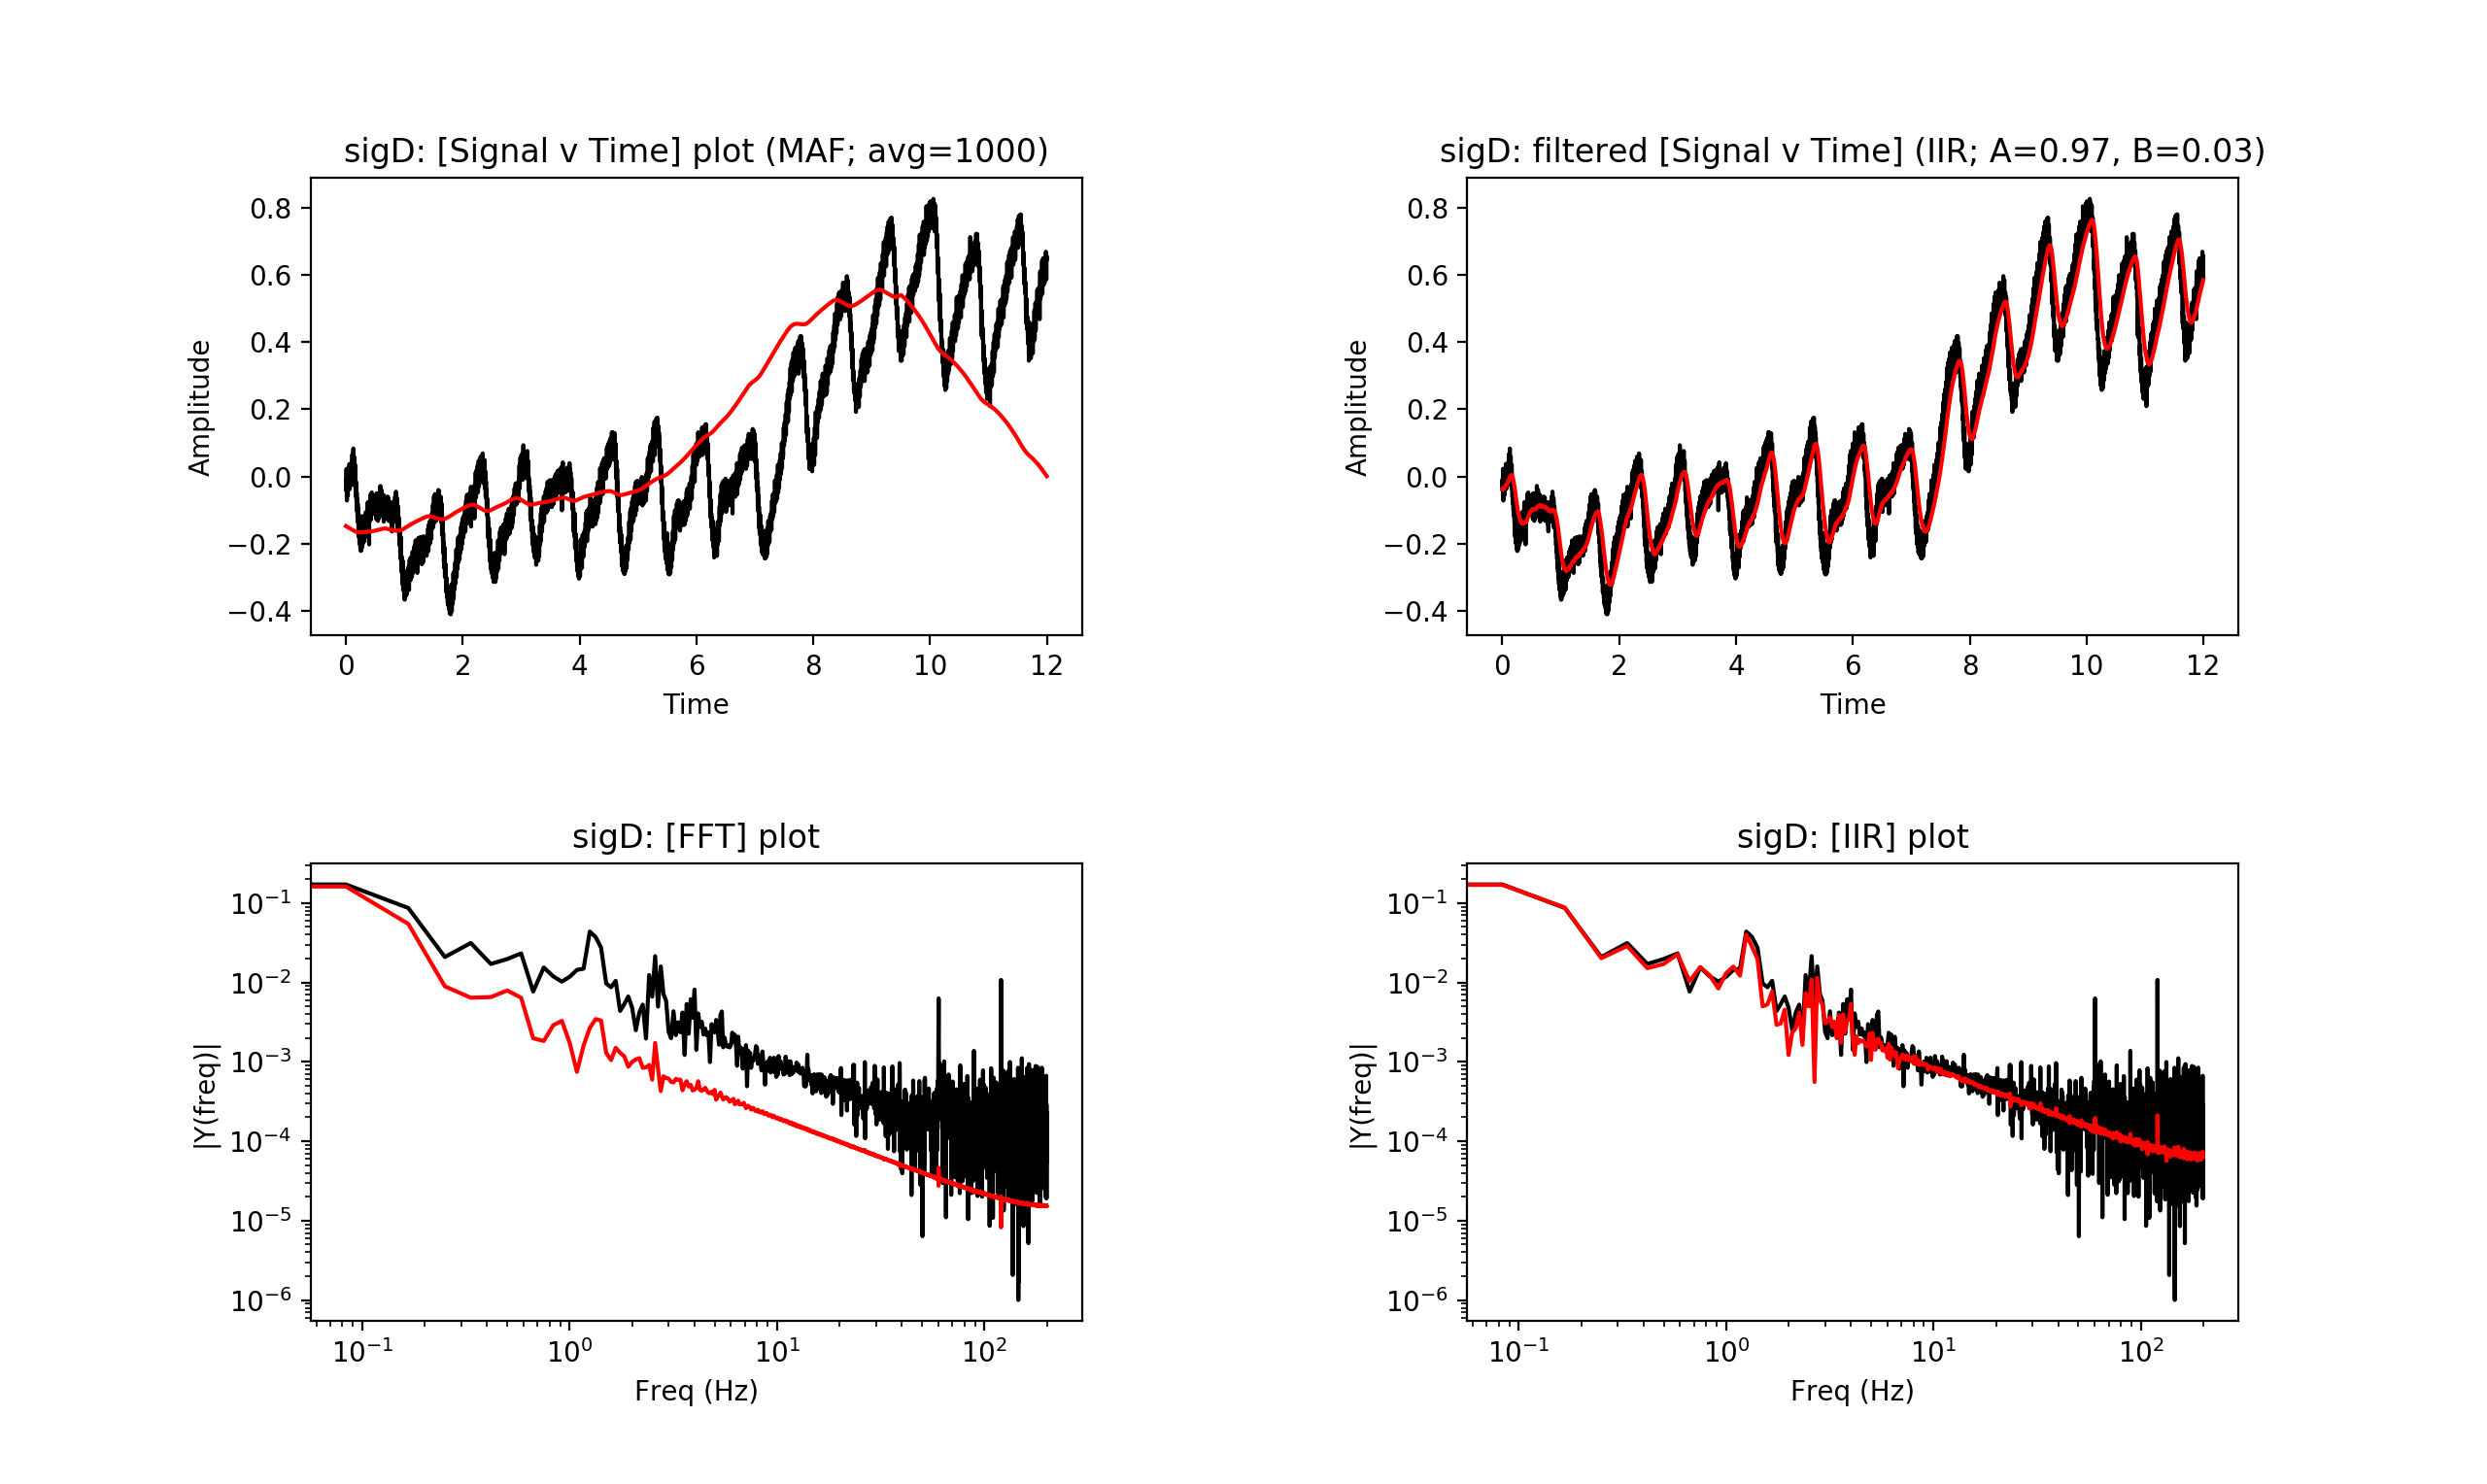 sigD: [Signal v Time] plot (MAF; avg=1000)
0.8
0.6
0.4
0.2
0.0
−0.2
−0.4
Amplitude
0 2 4 6 8 10 12
Time
sigD: filtered [Signal v Time] (IIR; A=0.97, B=0.03)
0.8
0.6
0.4
0.2
0.0
−0.2
−0.4
Amplitude
0 2 4 6 8 10 12
Time
sigD: [FFT] plot
10⁻¹
10⁻²
10⁻³
10⁻⁴
10⁻⁵
10⁻⁶
|Y(freq)|
10⁻¹ 10⁰ 10¹ 10²
Freq (Hz)
sigD: [IIR] plot
10⁻¹
10⁻²
10⁻³
10⁻⁴
10⁻⁵
10⁻⁶
|Y(freq)|
10⁻¹ 10⁰ 10¹ 10²
Freq (Hz)